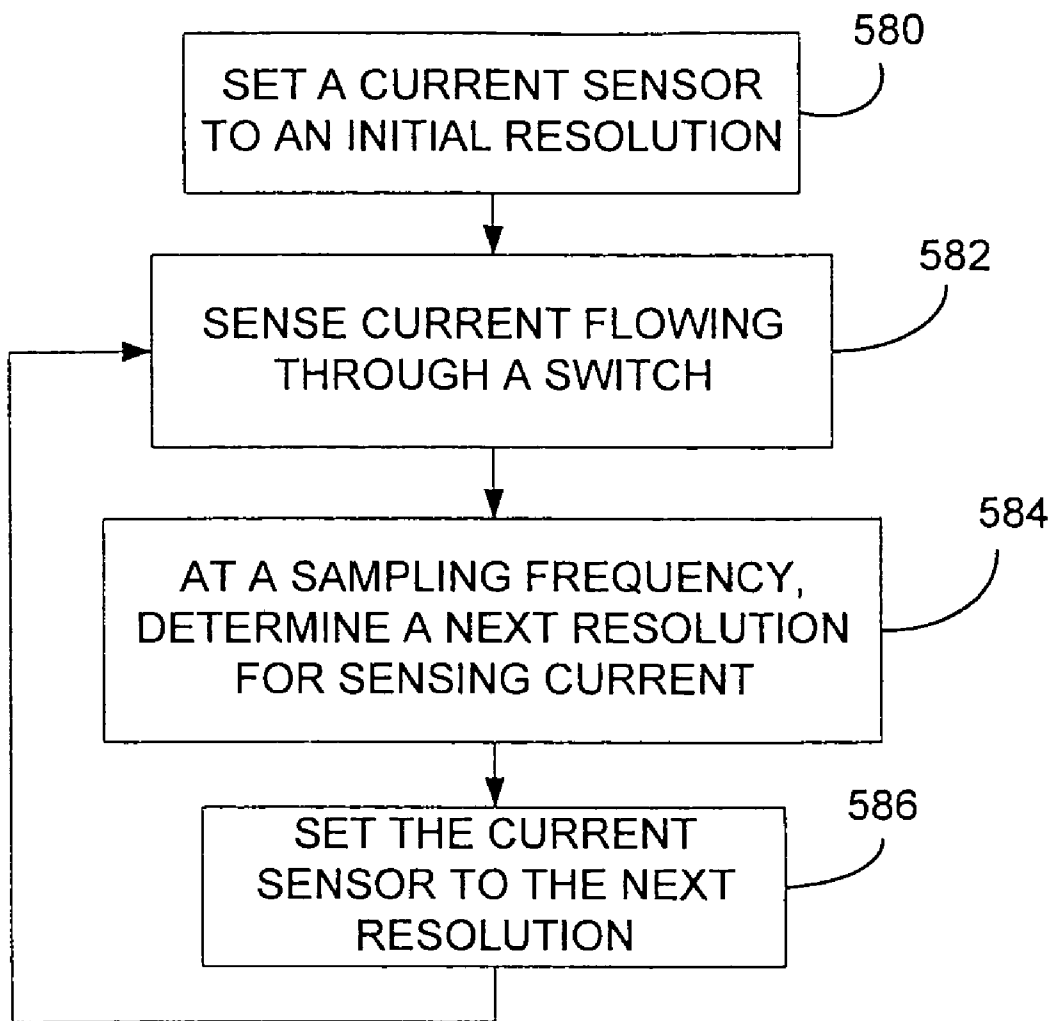 580
SET A CURRENT SENSOR
TO AN INITIAL RESOLUTION
582
SENSE CURRENT FLOWING
THROUGH A SWITCH
584
AT A SAMPLING FREQUENCY,
DETERMINE A NEXT RESOLUTION
FOR SENSING CURRENT
586
SET THE CURRENT
SENSOR TO THE NEXT
RESOLUTION